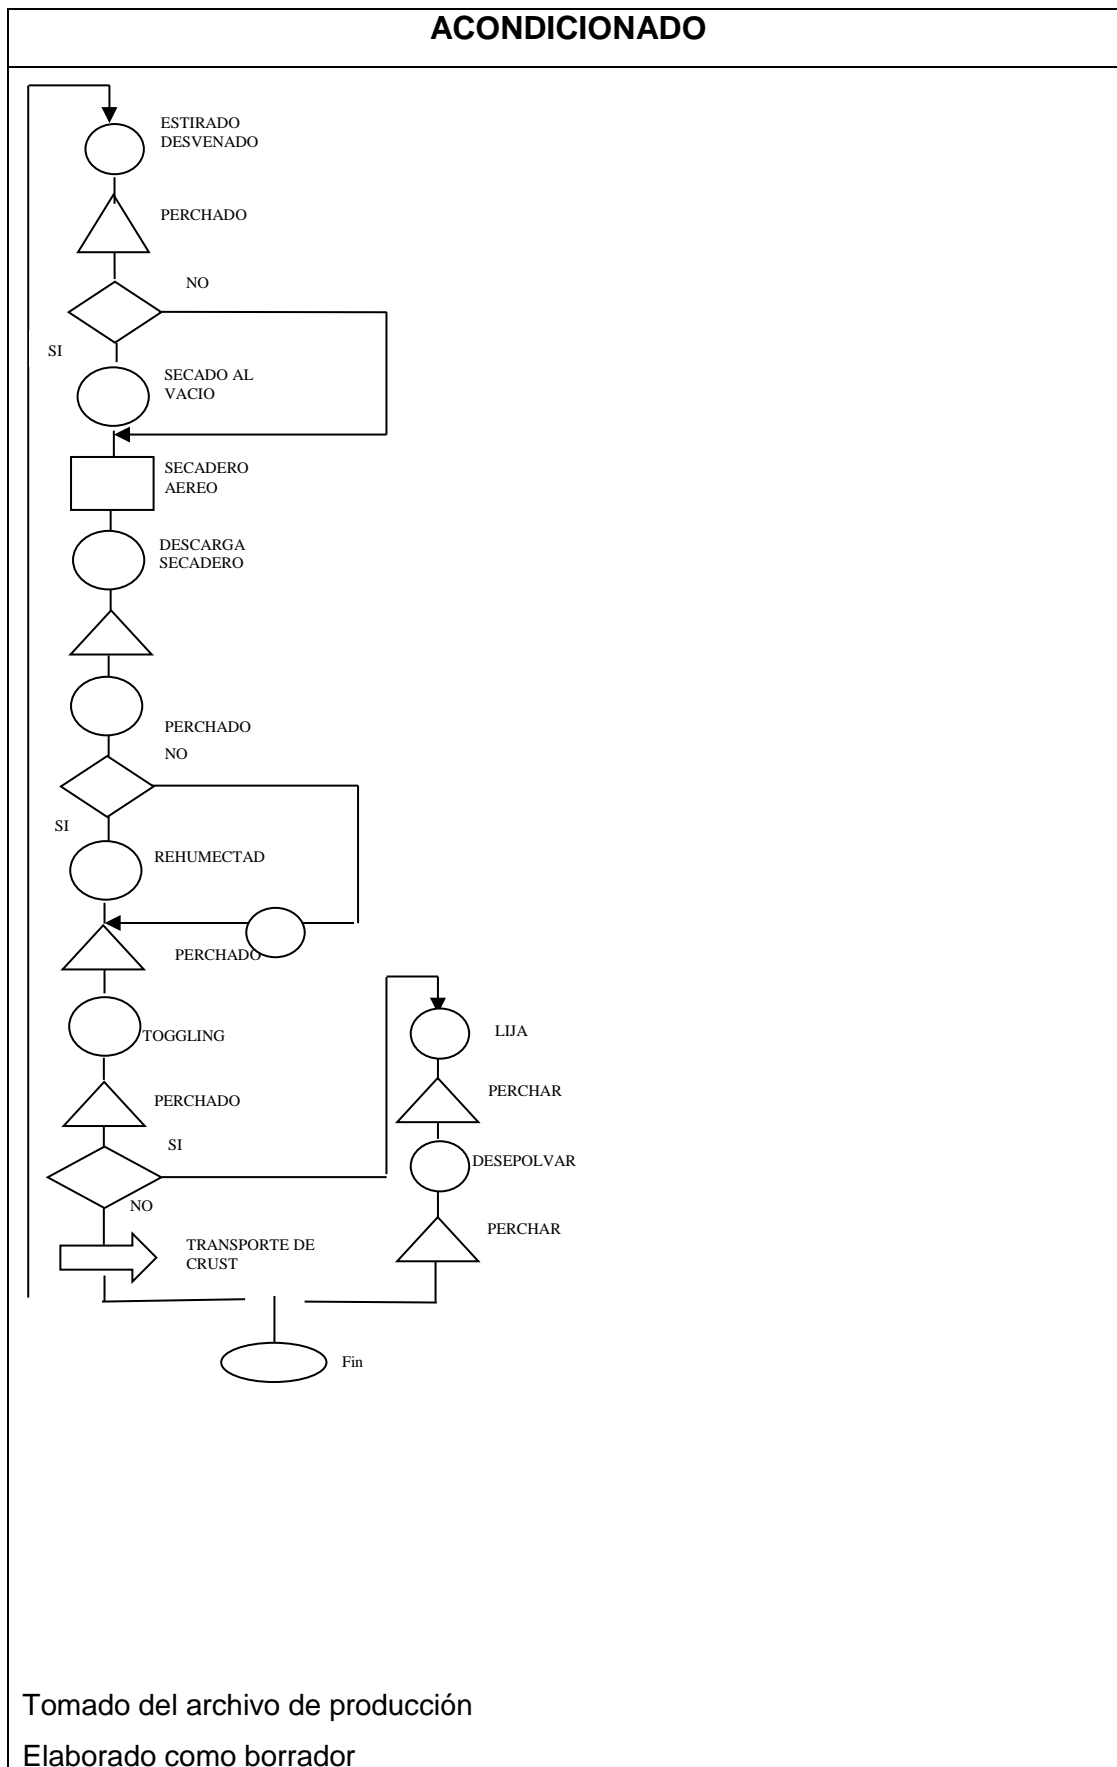 ACONDICIONADO
ESTIRADO
DESVENADO
PERCHADO
NO
SI
SECADO AL
VACIO
SECADERO
AEREO
DESCARGA
SECADERO
PERCHADO
NO
SI
REHUMECTAD
PERCHADO
TOGGLING
PERCHADO
SI
NO
TRANSPORTE DE
CRUST
LIJA
PERCHAR
DESEPOLVAR
PERCHAR
Fin
Tomado del archivo de producción
Elaborado como borrador